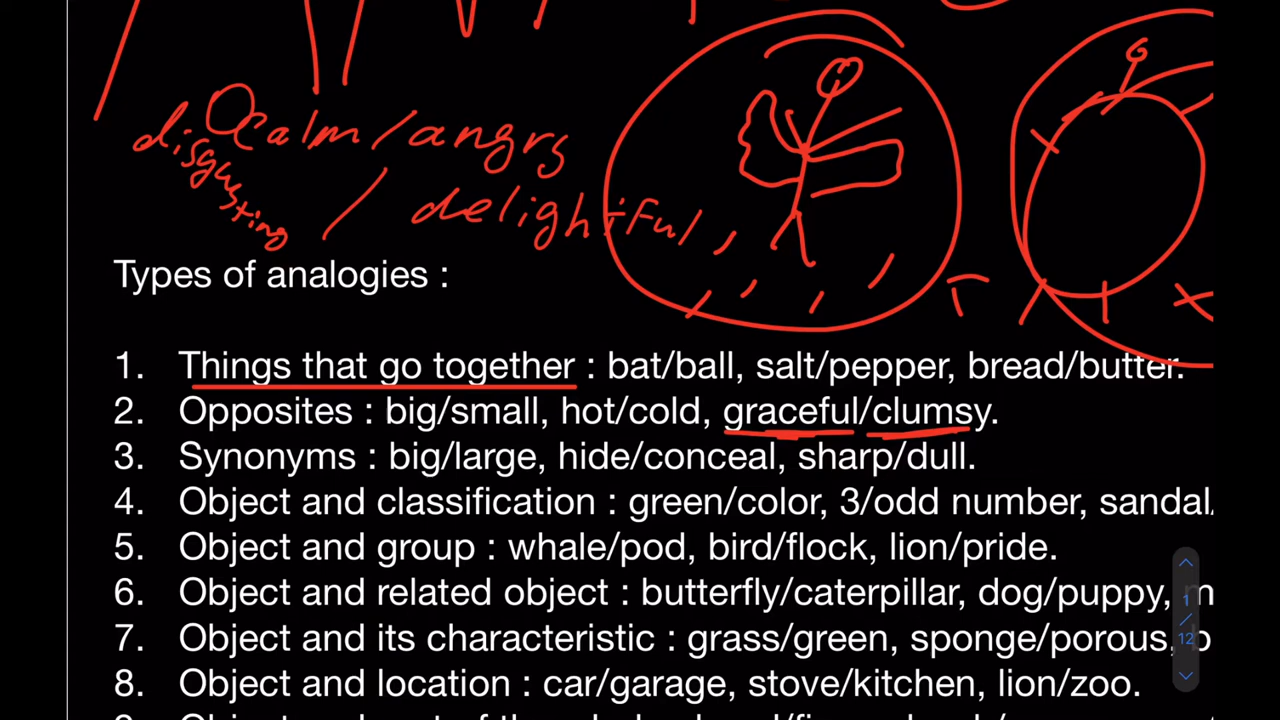 calm/angry
disgusting / delightful,
Types of analogies :
1. Things that go together : bat/ball, salt/pepper, bread/butter.
2. Opposites : big/small, hot/cold, graceful/clumsy.
3. Synonyms : big/large, hide/conceal, sharp/dull.
4. Object and classification : green/color, 3/odd number, sandal/
5. Object and group : whale/pod, bird/flock, lion/pride.
6. Object and related object : butterfly/caterpillar, dog/puppy,
7. Object and its characteristic : grass/green, sponge/porous,
8. Object and location : car/garage, stove/kitchen, lion/zoo.
1
/
12